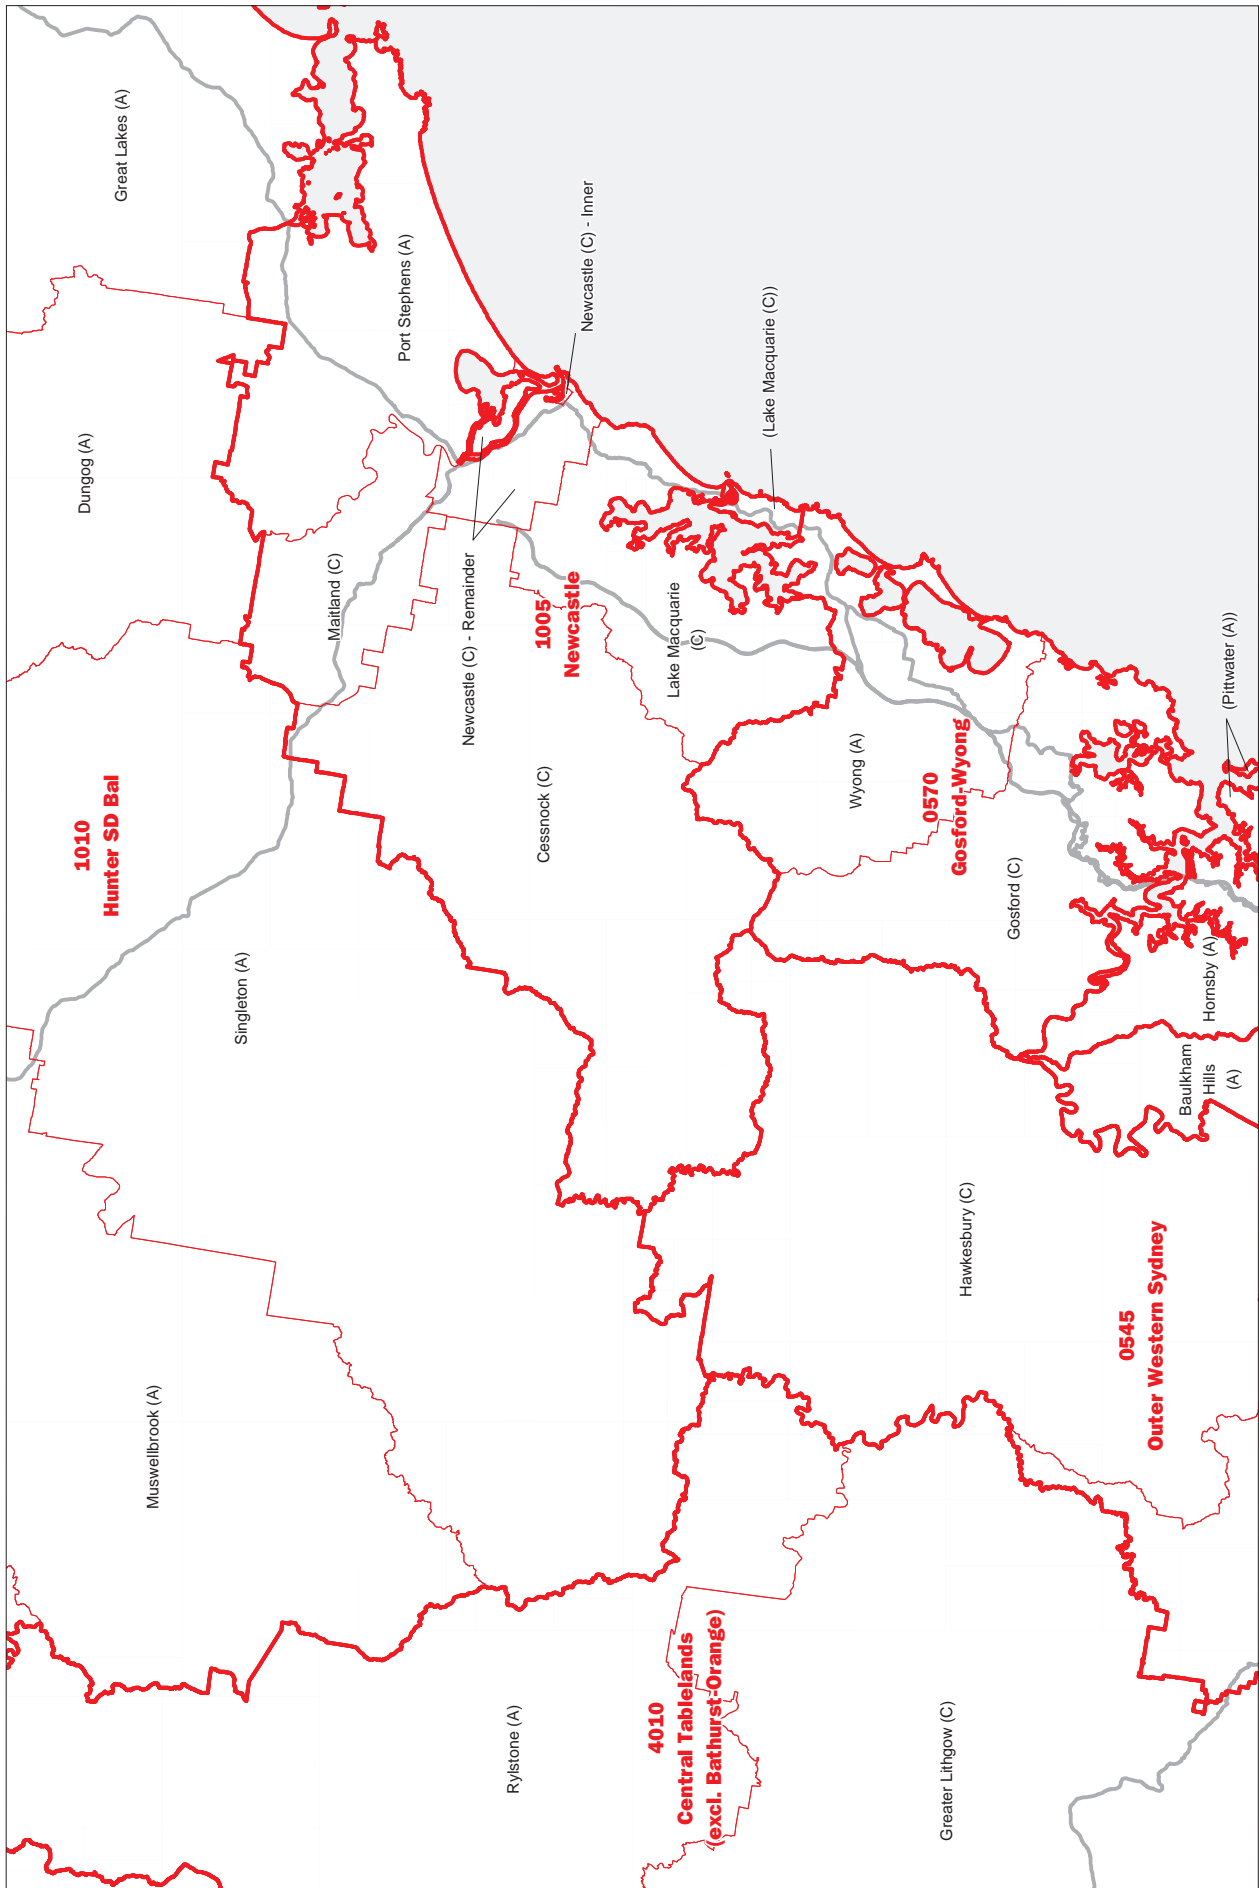 Great Lakes (A)
Dungog (A)
1010
Hunter SD Bal
Muswellbrook (A)
Singleton (A)
Maitland (C)
Port Stephens (A)
Newcastle (C) - Inner
Newcastle (C) - Remainder
1005
Newcastle
Cessnock (C)
Rylstone (A)
4010
Central Tablelands
(excl. Bathurst-Orange)
Lake Macquarie
(C)
(Lake Macquarie (C))
Wyong (A)
0570
Gosford-Wyong
Gosford (C)
Hawkesbury (C)
Greater Lithgow (C)
0545
Outer Western Sydney
Baulkham
Hills
(A)
Hornsby (A)
(Pittwater (A))